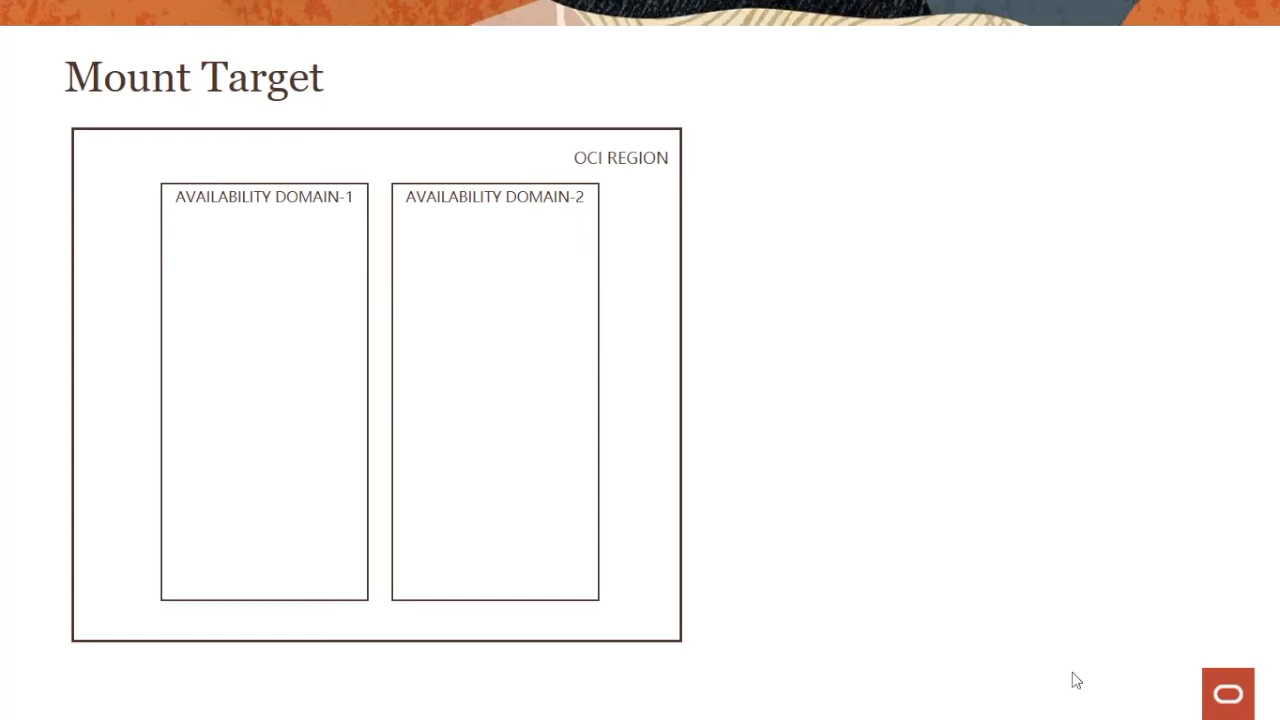 Mount Target
OCI REGION
AVAILABILITY DOMAIN-1
AVAILABILITY DOMAIN-2